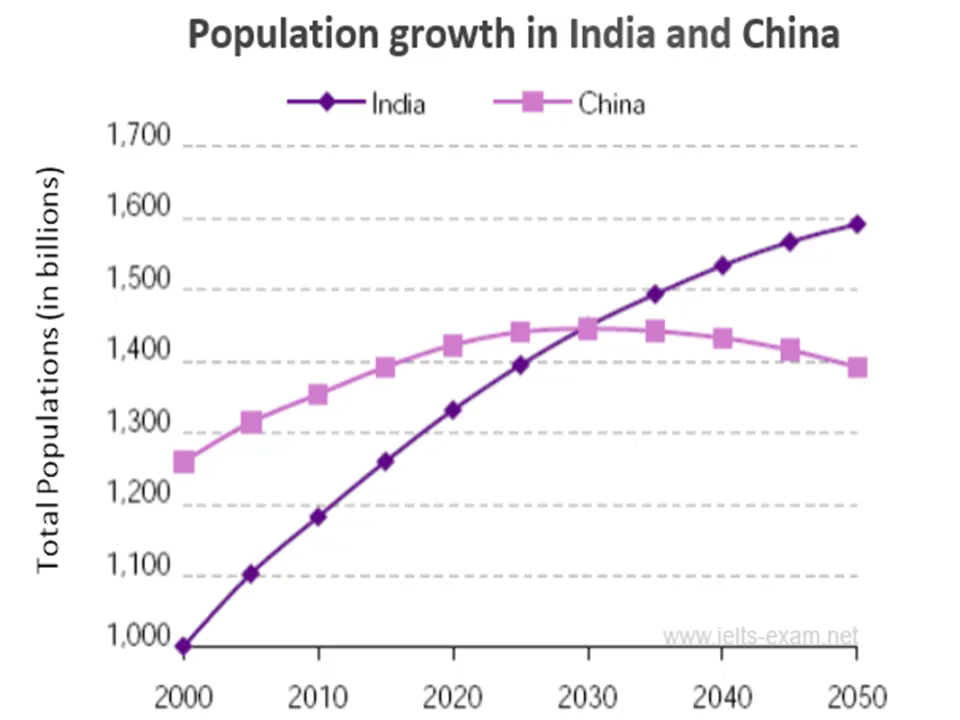 Population growth in India and China
India China
Total Populations (in billions)
1,700
1,600
1,500
1,400
1,300
1,200
1,100
1,000
www.ielts-exam.net
2000 2010 2020 2030 2040 2050